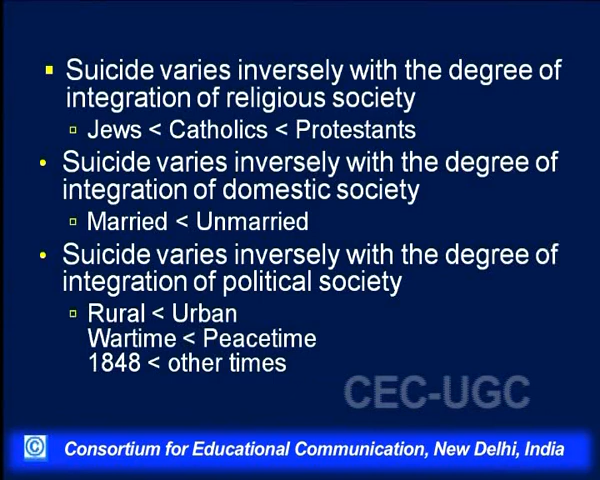 ▪ Suicide varies inversely with the degree of
integration of religious society
▫ Jews < Catholics < Protestants
• Suicide varies inversely with the degree of
integration of domestic society
▫ Married < Unmarried
• Suicide varies inversely with the degree of
integration of political society
▫ Rural < Urban
Wartime < Peacetime
1848 < other times
CEC-UGC
© Consortium for Educational Communication, New Delhi, India